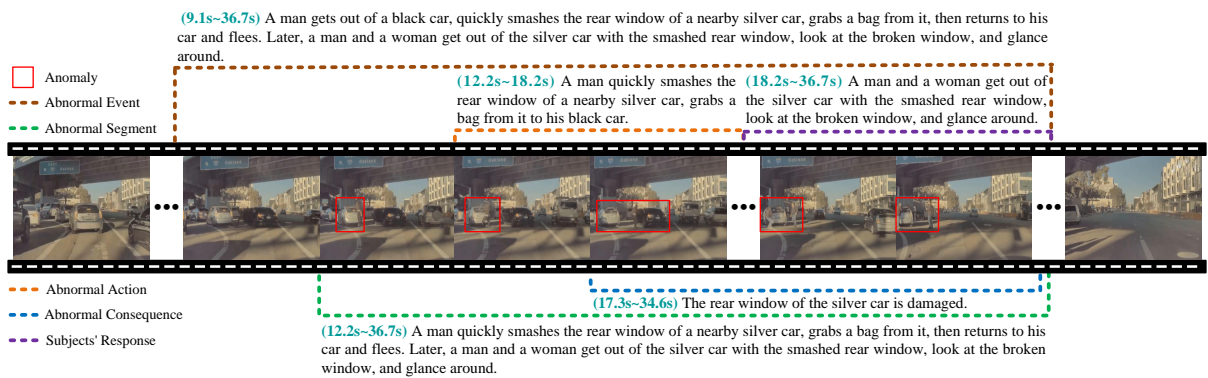 (9.1s~36.7s) A man gets out of a black car, quickly smashes the rear window of a nearby silver car, grabs a bag from it, then returns to his
car and flees. Later, a man and a woman get out of the silver car with the smashed rear window, look at the broken window, and glance
around.
Anomaly
Abnormal Event
Abnormal Segment
(12.2s~18.2s) A man quickly smashes the
rear window of a nearby silver car, grabs a
bag from it to his black car.
(18.2s~36.7s) A man and a woman get out of
the silver car with the smashed rear window,
look at the broken window, and glance around.
Abnormal Action
Abnormal Consequence
Subjects' Response
(17.3s~34.6s) The rear window of the silver car is damaged.
(12.2s~36.7s) A man quickly smashes the rear window of a nearby silver car, grabs a bag from it, then returns to his
car and flees. Later, a man and a woman get out of the silver car with the smashed rear window, look at the broken
window, and glance around.